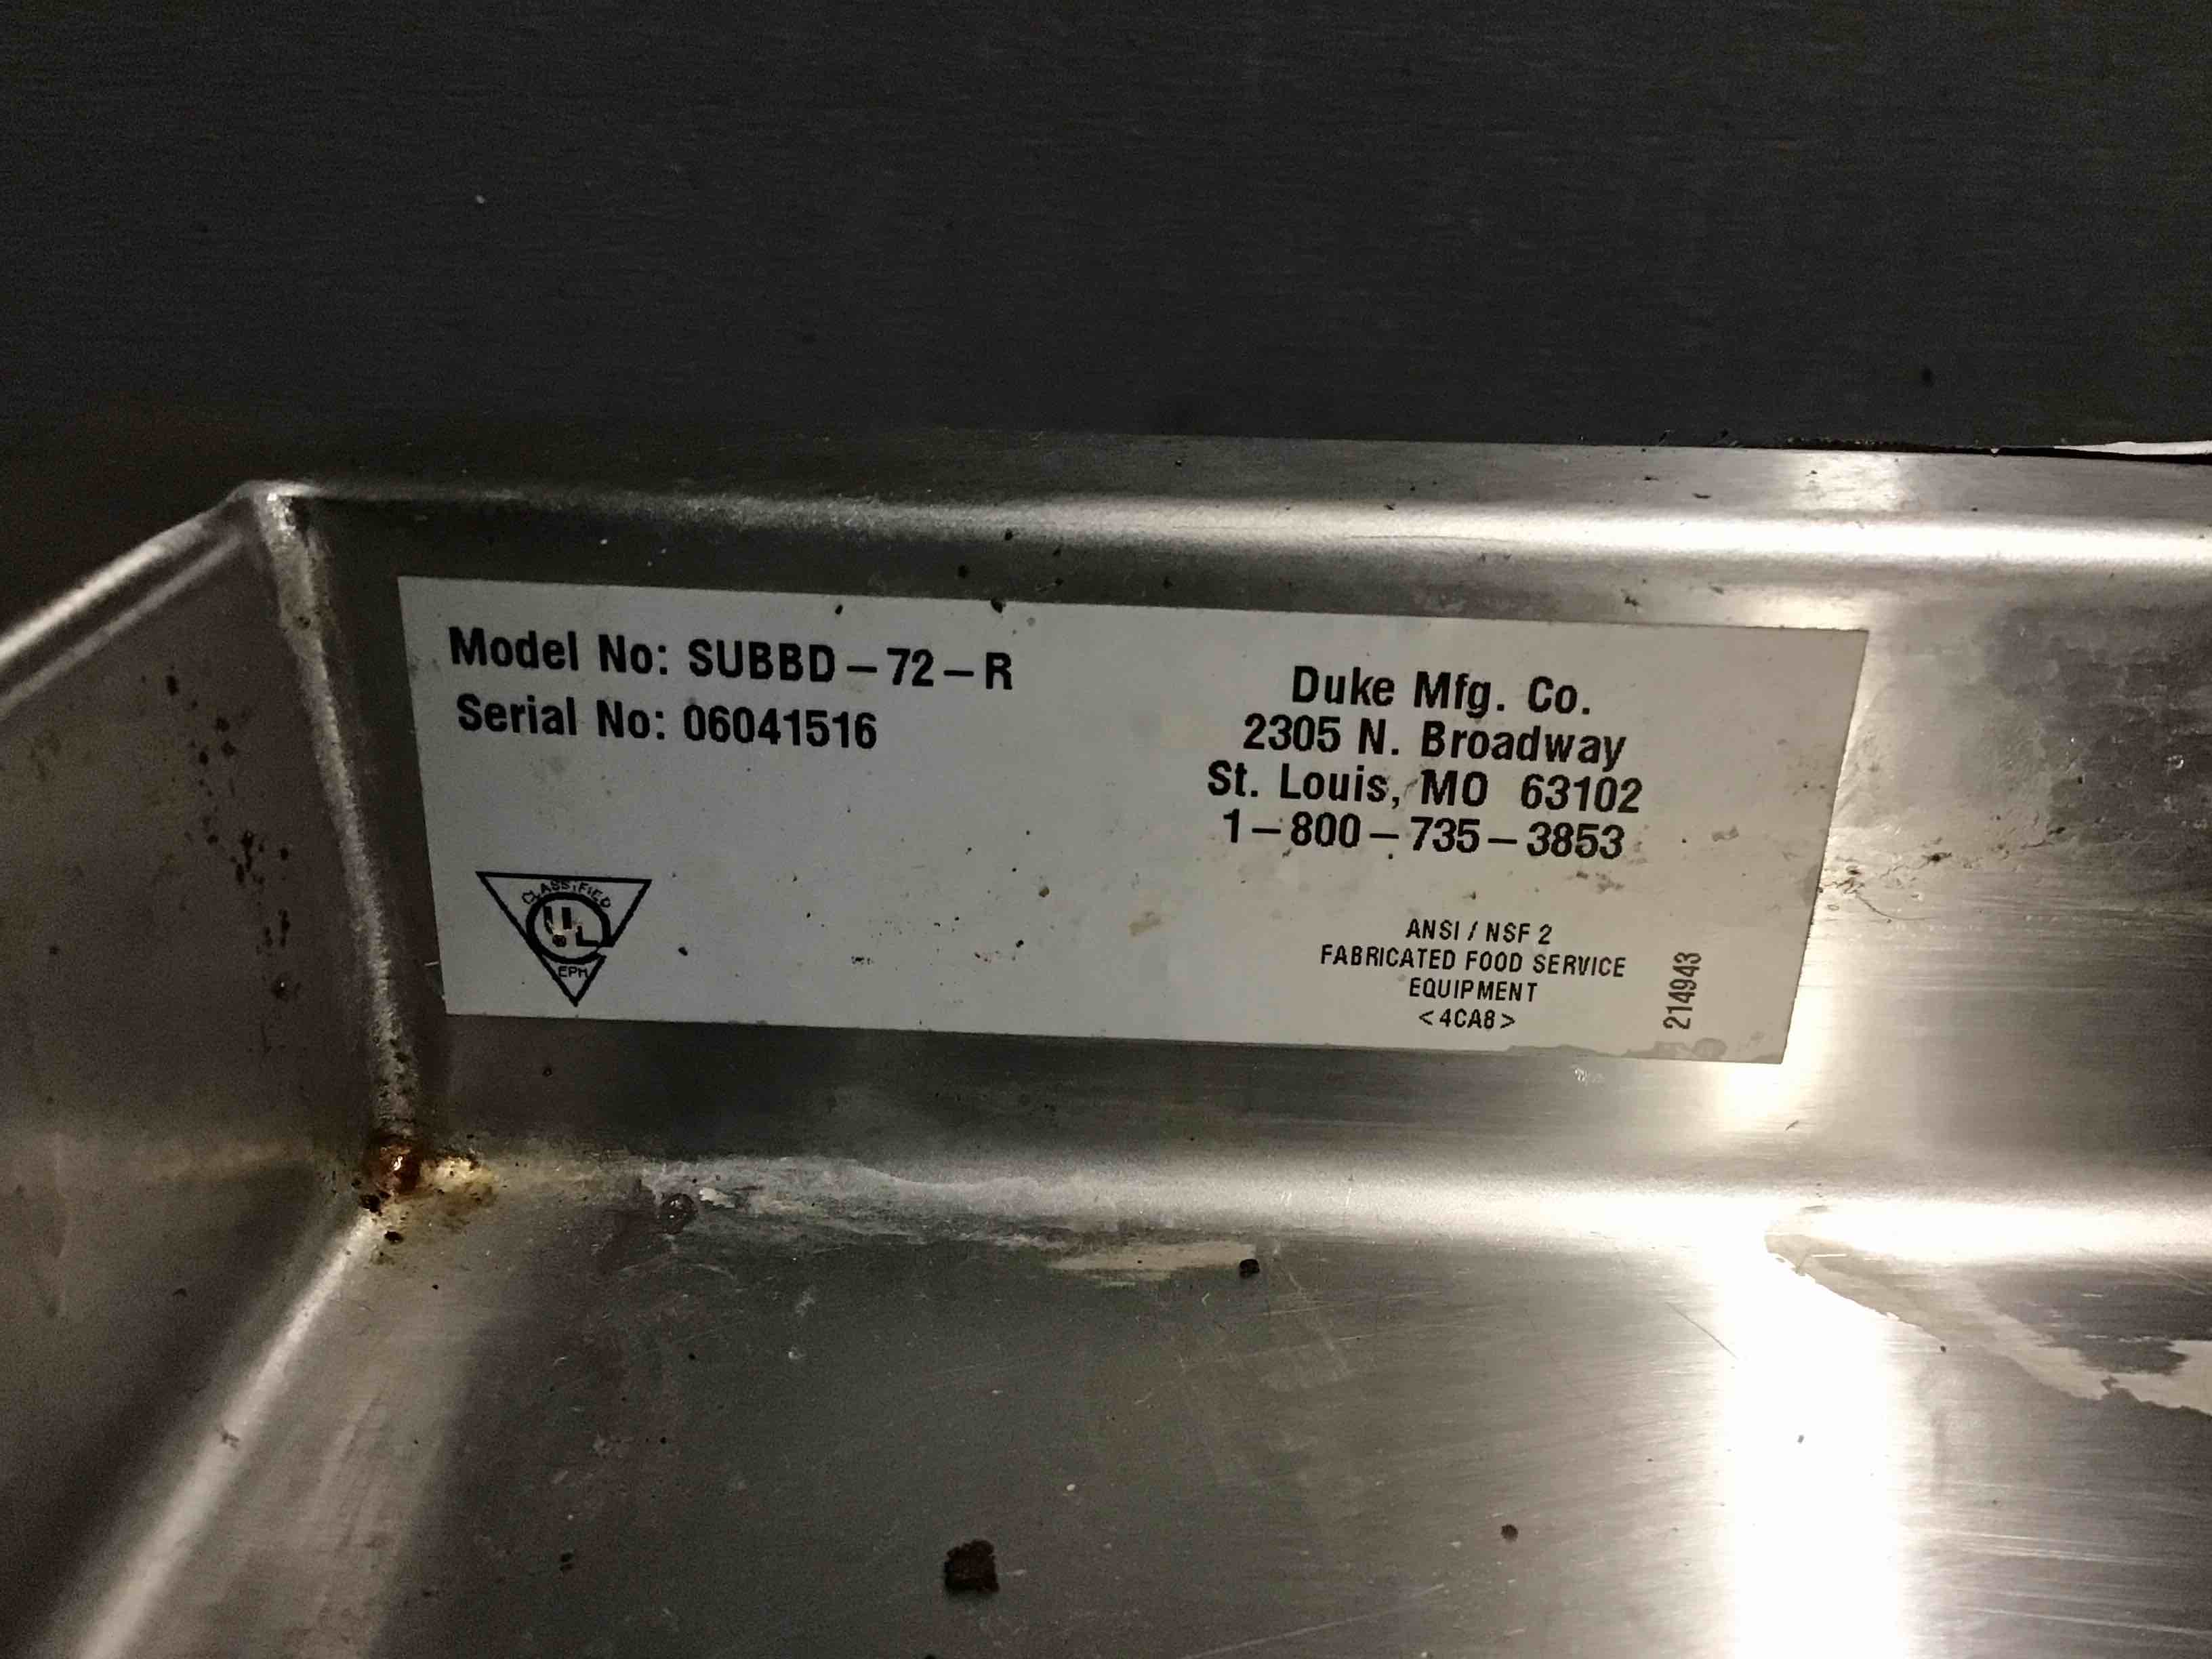 Model No: SUBBD-72-R
Serial No: 06041516
Duke Mfg. Co.
2305 N. Broadway
St. Louis, MO 63102
1-800-735-3853
CLASSIFIED
UL
EPH
ANSI / NSF 2
FABRICATED FOOD SERVICE
EQUIPMENT
<4CA8>
214943